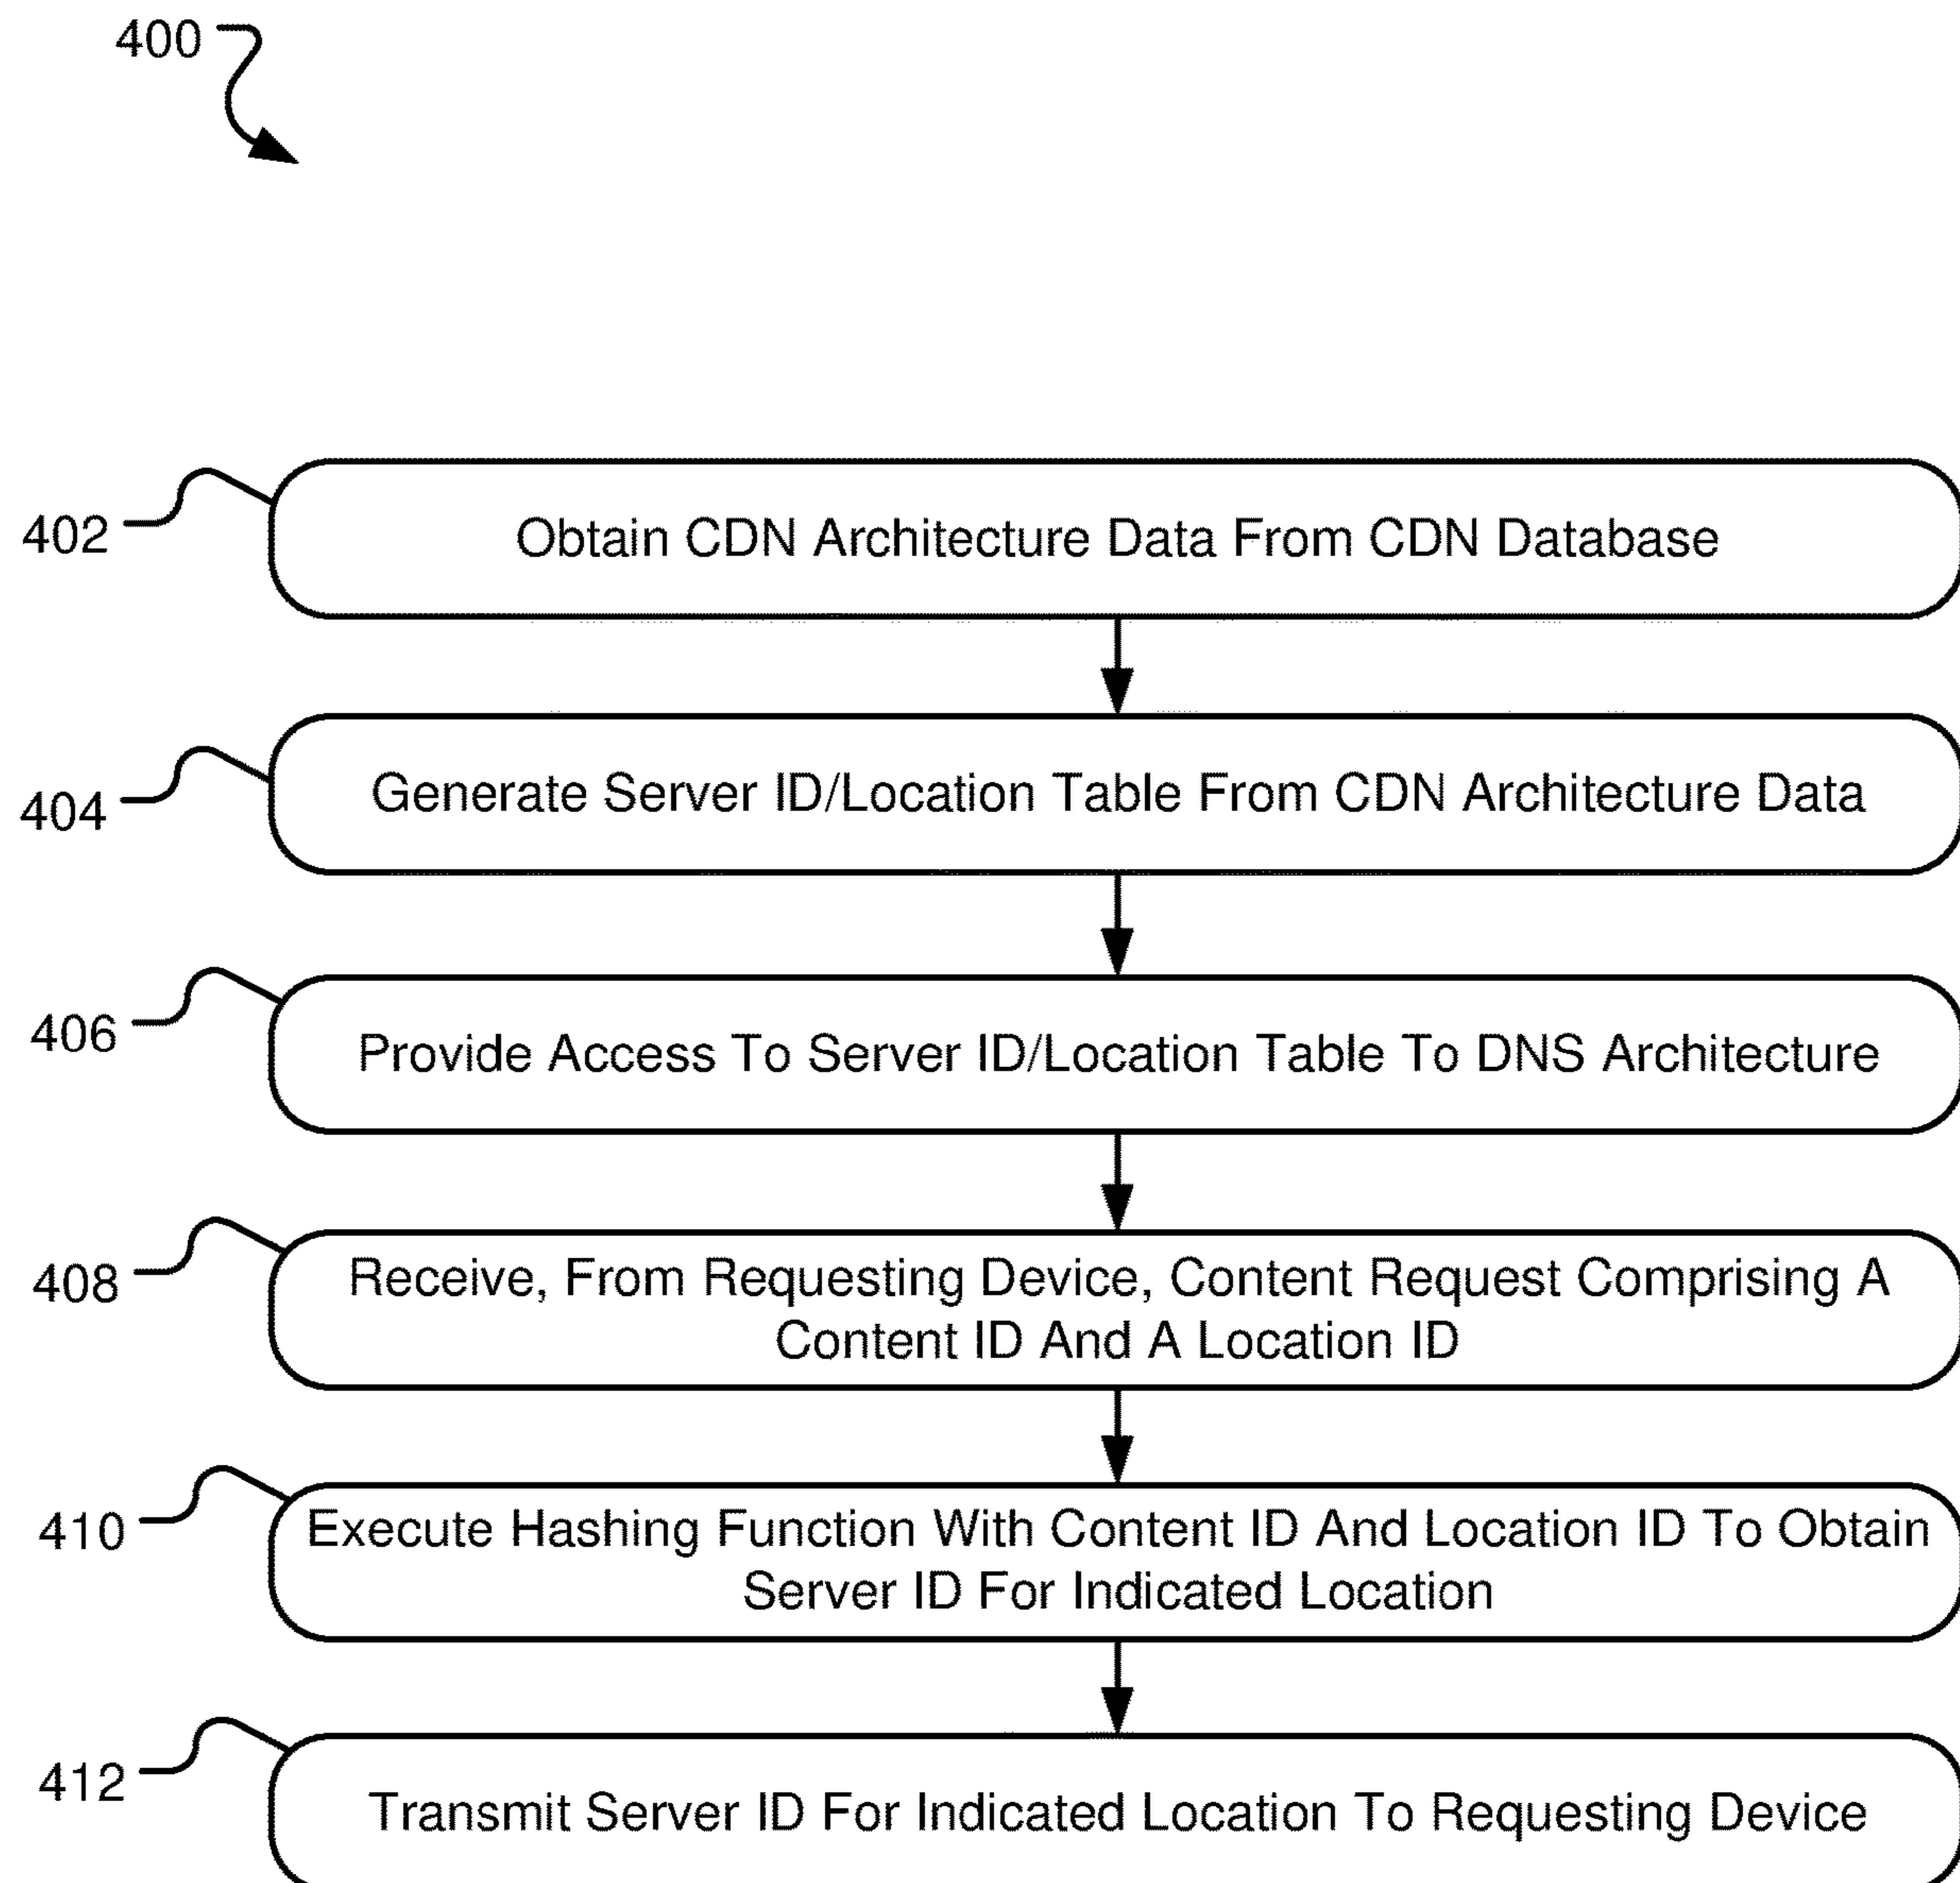 400
402
Obtain CDN Architecture Data From CDN Database
404
Generate Server ID/Location Table From CDN Architecture Data
406
Provide Access To Server ID/Location Table To DNS Architecture
408
Receive, From Requesting Device, Content Request Comprising A
Content ID And A Location ID
410
Execute Hashing Function With Content ID And Location ID To Obtain
Server ID For Indicated Location
412
Transmit Server ID For Indicated Location To Requesting Device